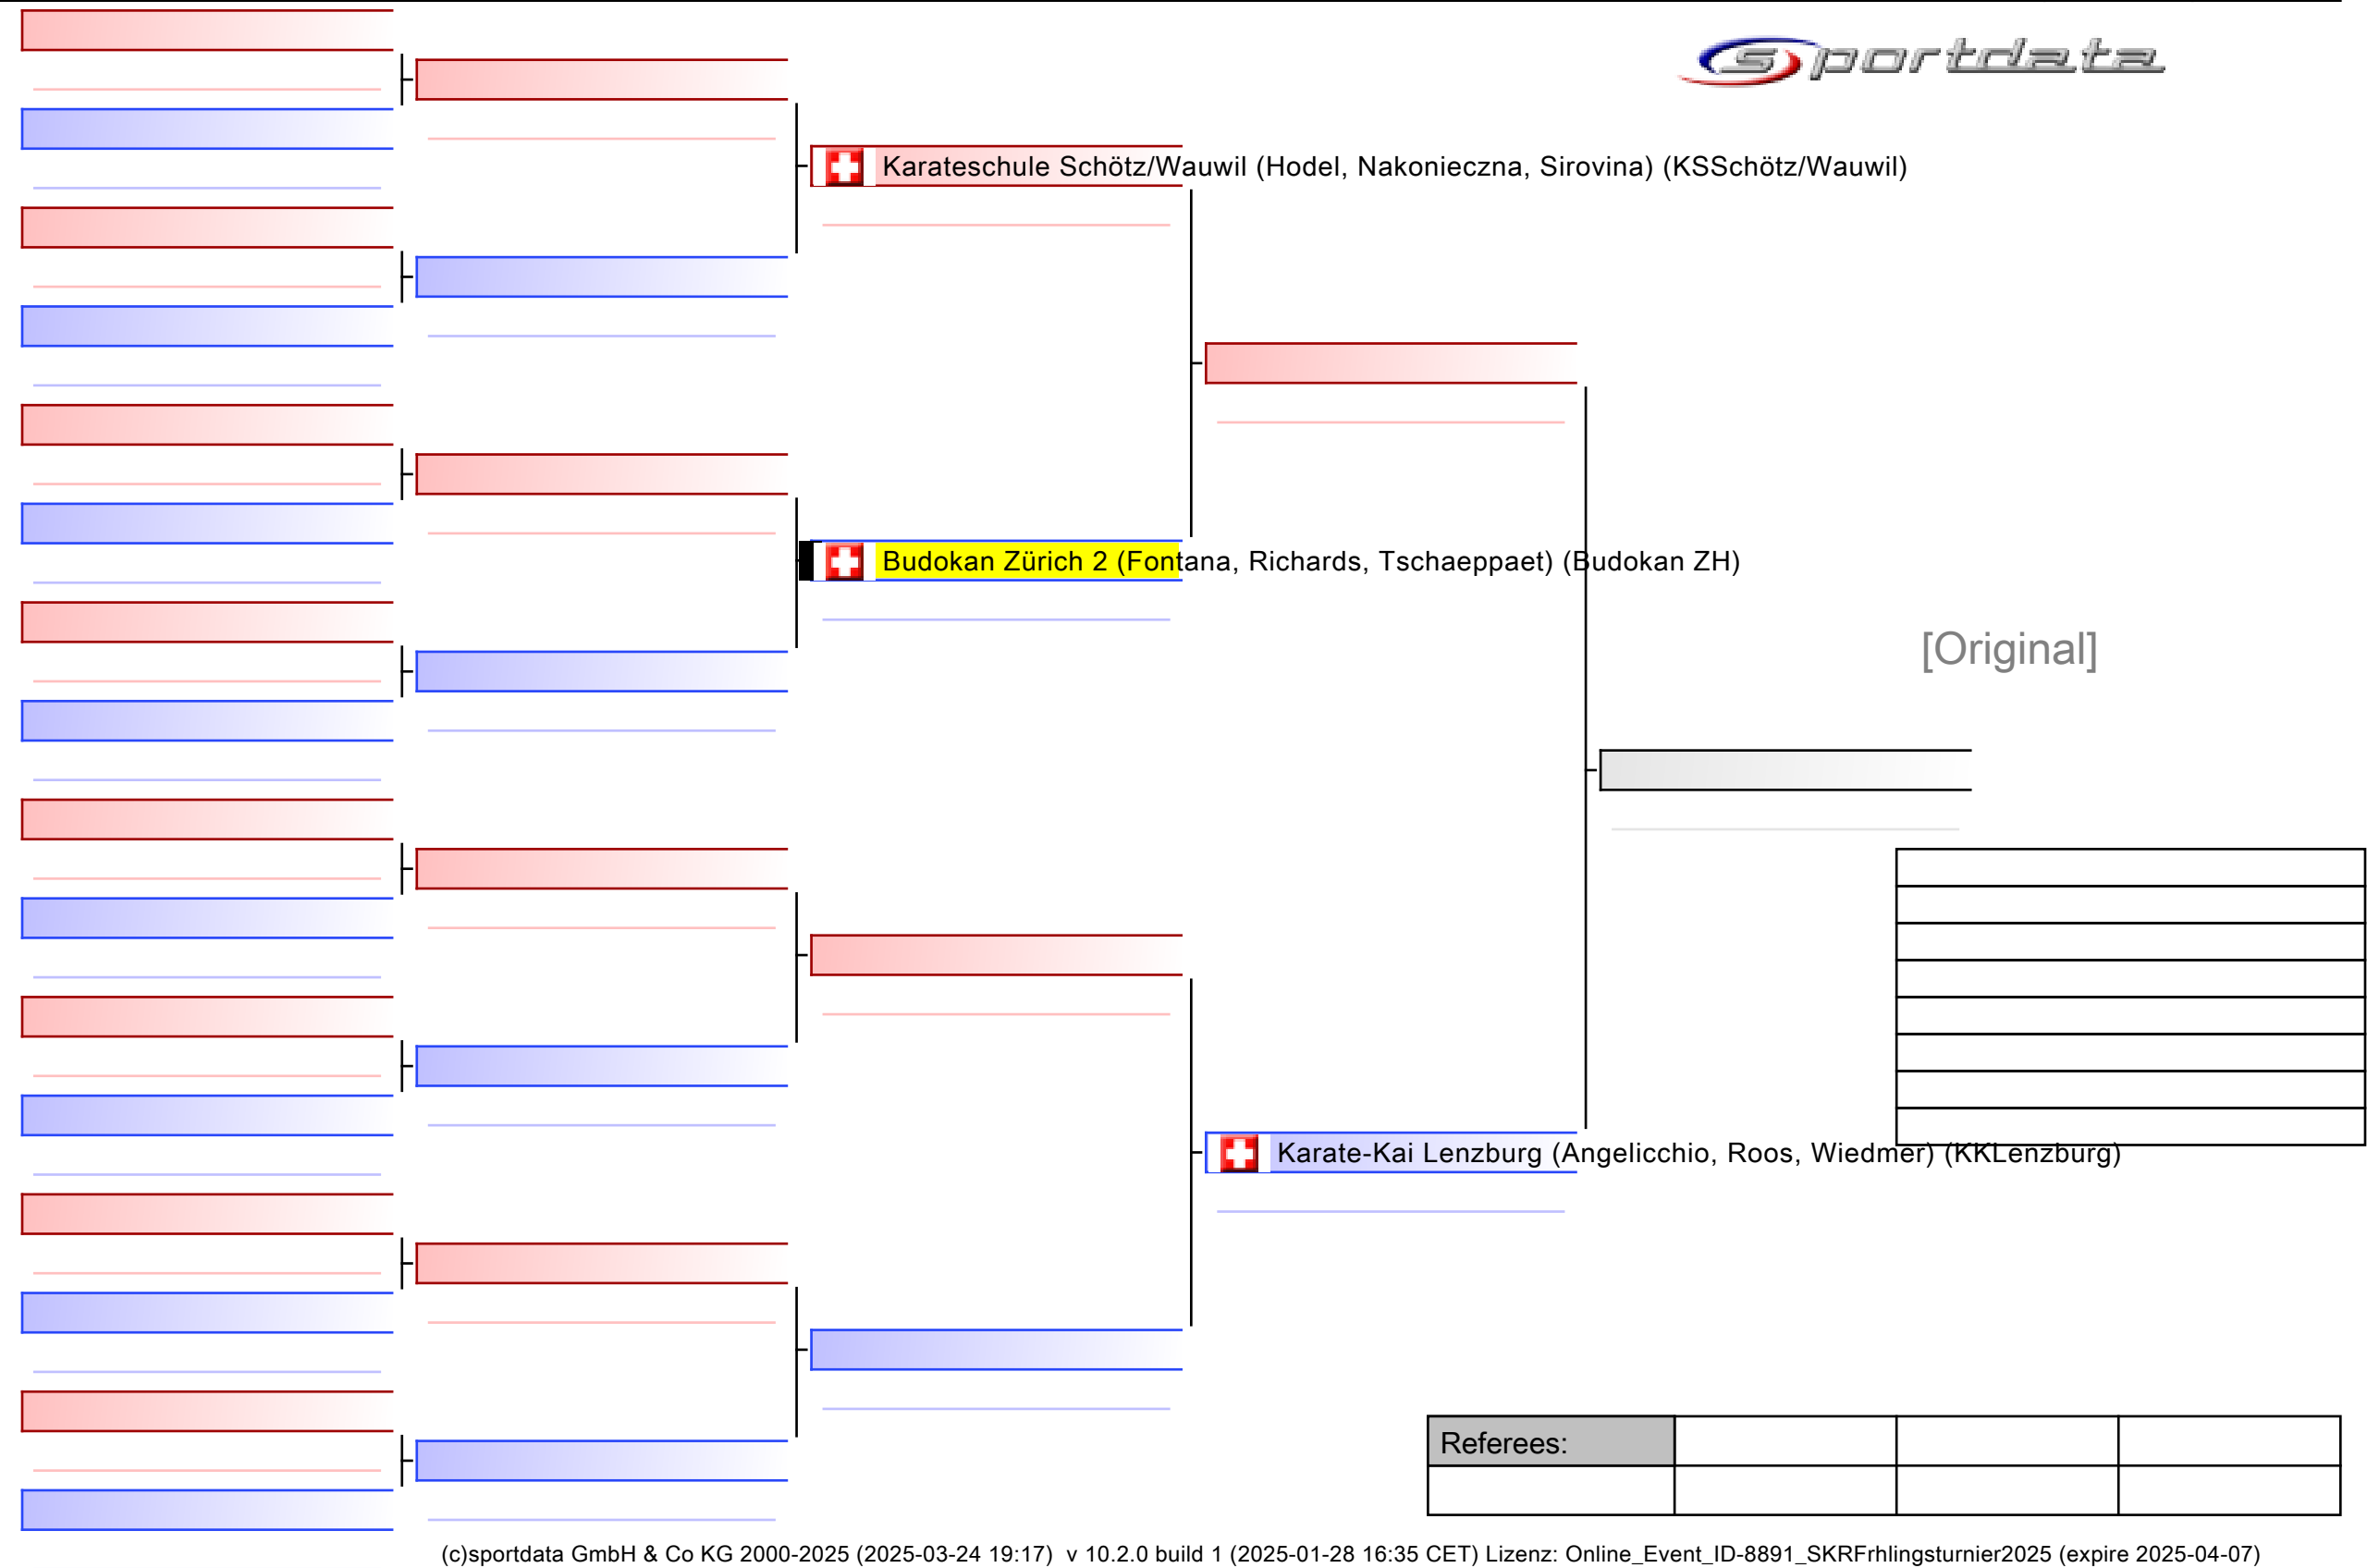 sportdata
Karateschule Schötz/Wauwil (Hodel, Nakonieczna, Sirovina) (KSSchötz/Wauwil)
Budokan Zürich 2 (Fontana, Richards, Tschaeppaet) (Budokan ZH)
[Original]
Karate-Kai Lenzburg (Angelicchio, Roos, Wiedmer) (KKLenzburg)
Referees:
(c)sportdata GmbH & Co KG 2000-2025 (2025-03-24 19:17) v 10.2.0 build 1 (2025-01-28 16:35 CET) Lizenz: Online_Event_ID-8891_SKRFrhlingsturnier2025 (expire 2025-04-07)